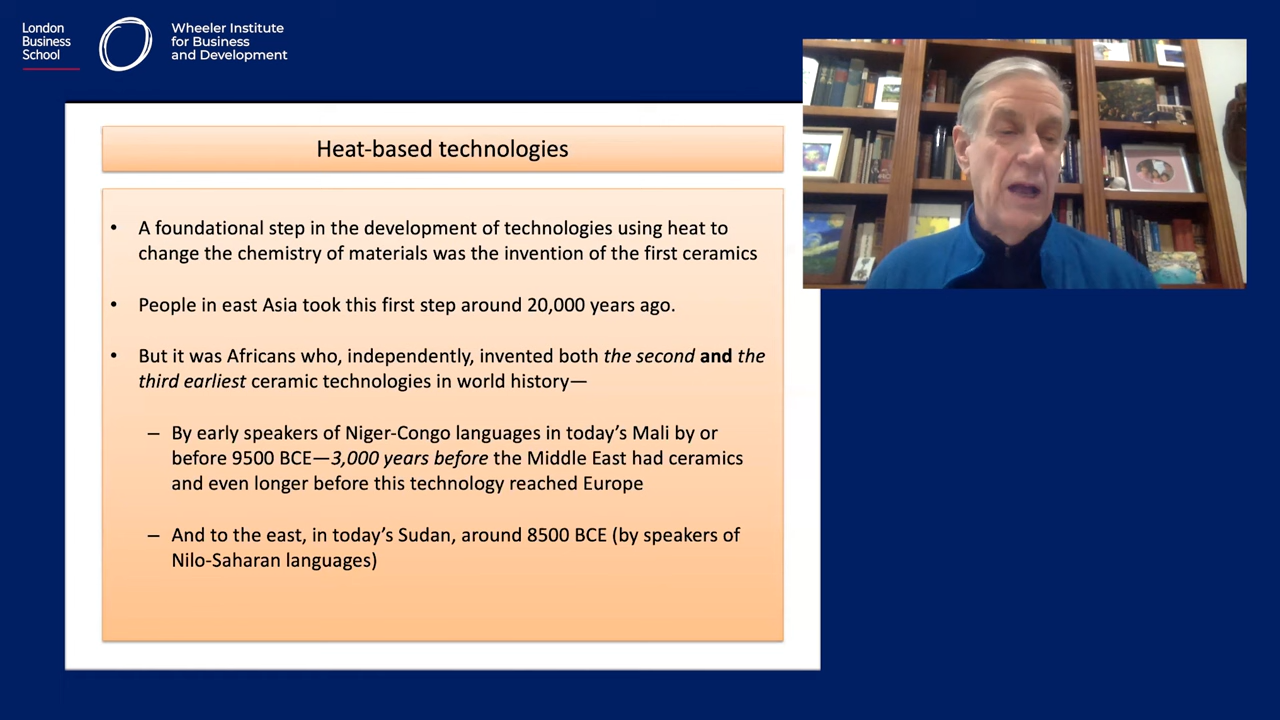 London
Business
School
Wheeler Institute
for Business
and Development
Heat-based technologies
• A foundational step in the development of technologies using heat to
change the chemistry of materials was the invention of the first ceramics
• People in east Asia took this first step around 20,000 years ago.
• But it was Africans who, independently, invented both the second and the
third earliest ceramic technologies in world history—
– By early speakers of Niger-Congo languages in today’s Mali by or
before 9500 BCE—3,000 years before the Middle East had ceramics
and even longer before this technology reached Europe
– And to the east, in today’s Sudan, around 8500 BCE (by speakers of
Nilo-Saharan languages)